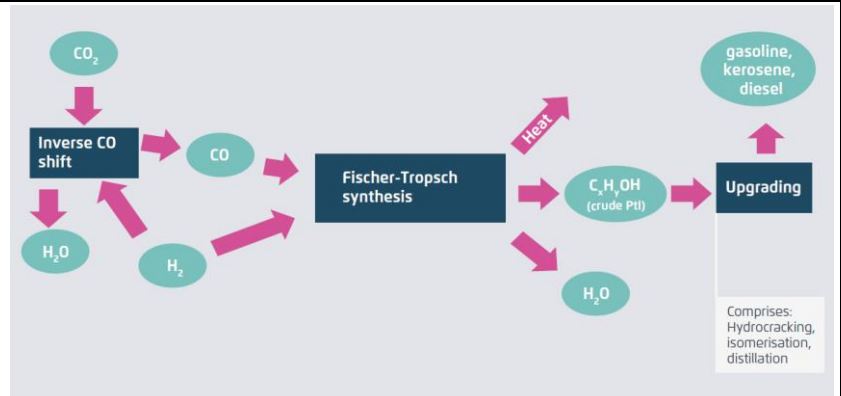 CO₂
Inverse CO
shift
CO
H₂O
H₂
Fischer-Tropsch
synthesis
Heat
CₓHᵧOH
(crude Ptl)
H₂O
gasoline,
kerosene,
diesel
Upgrading
Comprises:
Hydrocracking,
isomerisation,
distillation